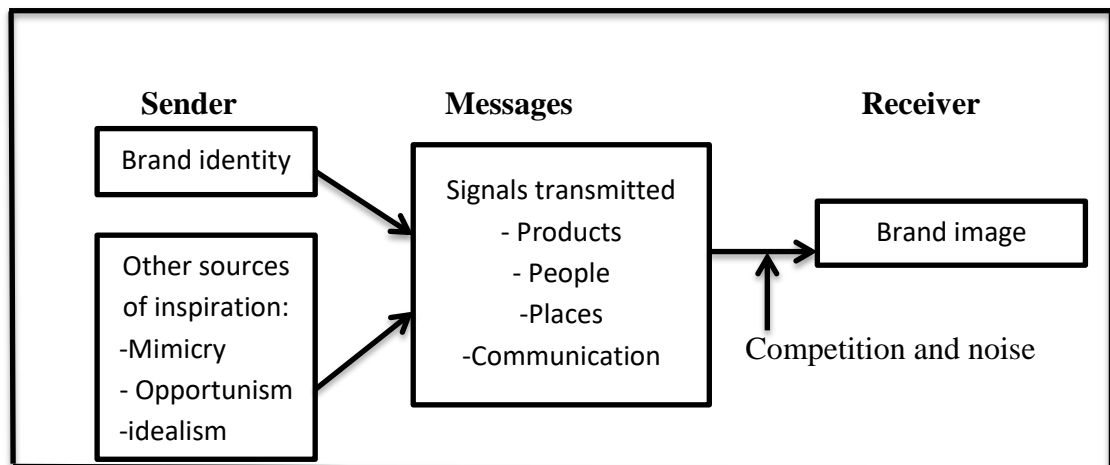 Sender
Brand identity
Other sources
of inspiration:
-Mimicry
- Opportunism
-idealism
Messages
Signals transmitted
- Products
- People
-Places
-Communication
Receiver
Brand image
Competition and noise